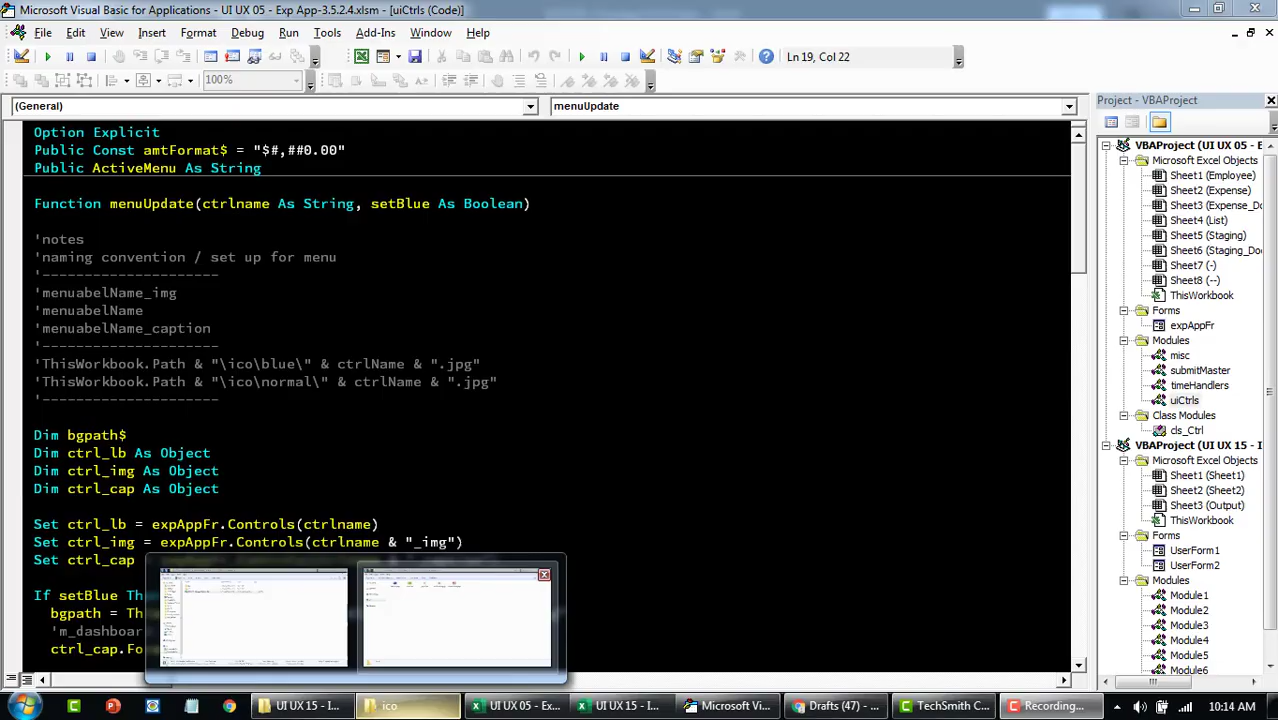 Microsoft Visual Basic for Applications - UI UX 05 - Exp App-3.5.2.4.xlsm - [uiCtrls (Code)]
File Edit View Insert Format Debug Run Tools Add-Ins Window Help
Ln 19, Col 22
100%
(General) menuUpdate
Project - VBAProject
Option Explicit
Public Const amtFormat$ = "$#,##0.00"
Public ActiveMenu As String
Function menuUpdate(ctrlname As String, setBlue As Boolean)
'notes
'naming convention / set up for menu
'---------------------
'menuabelName_img
'menuabelName
'menuabelName_caption
'---------------------
'ThisWorkbook.Path & "\ico\blue\" & ctrlName & ".jpg"
'ThisWorkbook.Path & "\ico\normal\" & ctrlName & ".jpg"
'---------------------
Dim bgpath$
Dim ctrl_lb As Object
Dim ctrl_img As Object
Dim ctrl_cap As Object
Set ctrl_lb = expAppFr.Controls(ctrlname)
Set ctrl_img = expAppFr.Controls(ctrlname & "_img")
Set ctrl_cap
If setBlue Th
bgpath = Th
'm_dashboar
ctrl_cap.Fo
VBAProject (UI UX 05 - E
Microsoft Excel Objects
Sheet1 (Employee)
Sheet2 (Expense)
Sheet3 (Expense_Do
Sheet4 (List)
Sheet5 (Staging)
Sheet6 (Staging_Doc
Sheet7 (-)
Sheet8 (--)
ThisWorkbook
Forms
expAppFr
Modules
misc
submitMaster
timeHandlers
uiCtrls
Class Modules
cls_Ctrl
VBAProject (UI UX 15 - I
Microsoft Excel Objects
Sheet1 (Sheet1)
Sheet2 (Sheet2)
Sheet3 (Output)
ThisWorkbook
Forms
UserForm1
UserForm2
Modules
Module1
Module2
Module3
Module4
Module5
Module6
UI UX 15 - I...
ico
UI UX 05 - Ex...
UI UX 15 - I...
Microsoft Vi...
Drafts (47) - ...
TechSmith C...
Recording...
10:14 AM